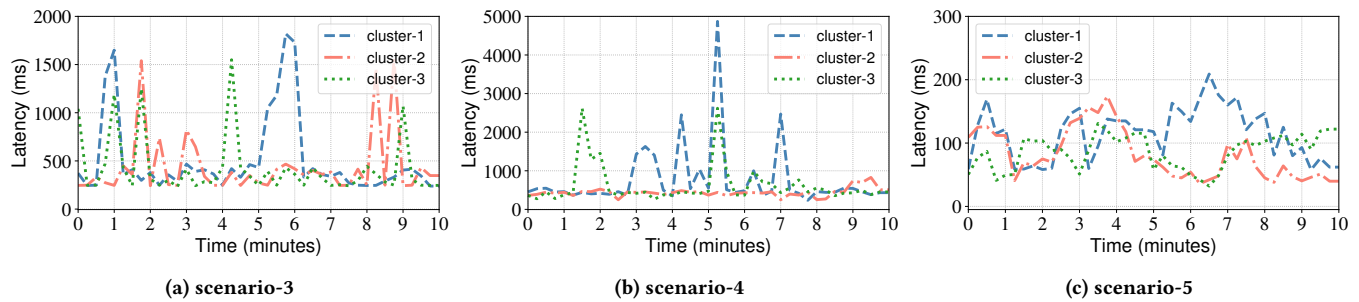 2000
1500
1000
500
0
Latency (ms)
0 1 2 3 4 5 6 7 8 9 10
Time (minutes)
cluster-1
cluster-2
cluster-3
(a) scenario-3
5000
4000
3000
2000
1000
0
Latency (ms)
0 1 2 3 4 5 6 7 8 9 10
Time (minutes)
cluster-1
cluster-2
cluster-3
(b) scenario-4
300
200
100
0
Latency (ms)
0 1 2 3 4 5 6 7 8 9 10
Time (minutes)
cluster-1
cluster-2
cluster-3
(c) scenario-5